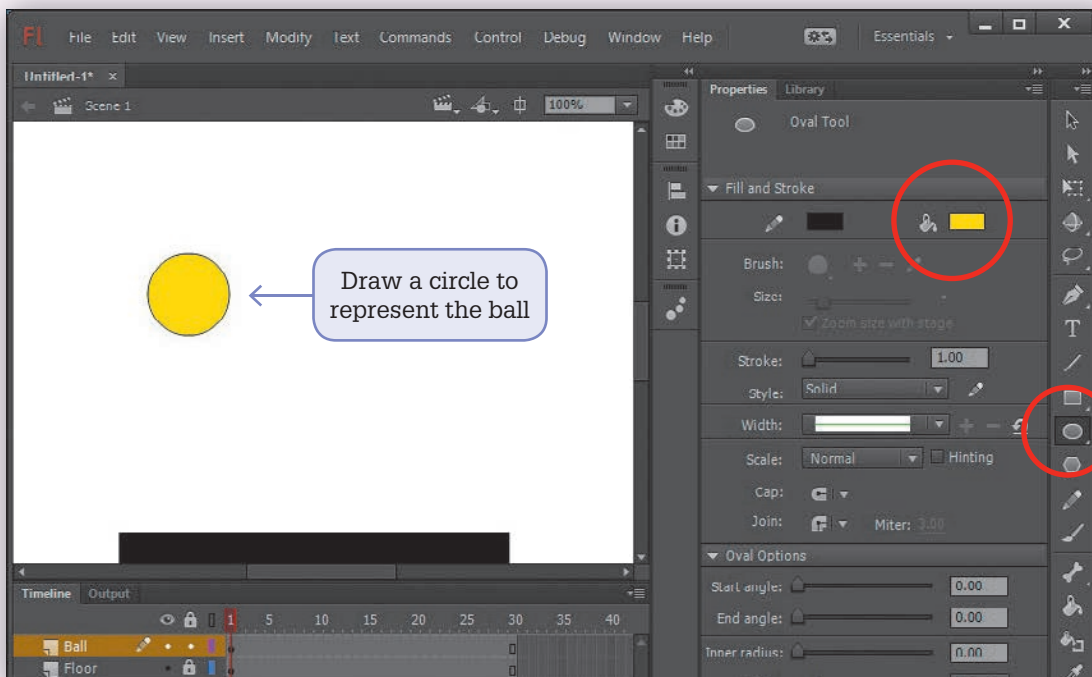 Fl File Edit View Insert Modify Text Commands Control Debug Window Help Essentials
Untitled-1* ×
Scene 1 100%
Properties Library
Oval Tool
Fill and Stroke
Brush:
Size:
Zoom size with stage
Stroke: 1.00
Style: Solid
Width:
Scale: Normal Hinting
Cap:
Join: Miter: 3.00
Oval Options
Start angle: 0.00
End angle: 0.00
Inner radius: 0.00
T
Draw a circle to
represent the ball
Timeline Output
1 5 10 15 20 25 30 35 40
Ball
Floor